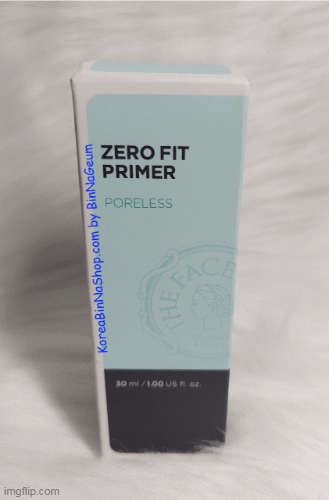 ZERO FIT
PRIMER
PORELESS
THE FACE
30 ml / 1.00 US fl. oz.
KoreaBinNaShop.com by BinNaGeum
imgflip.com